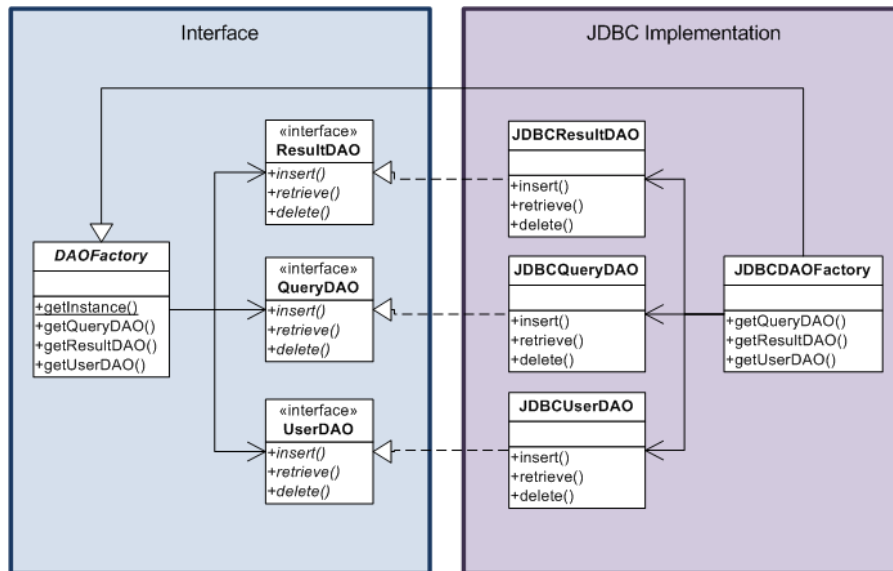 Interface
JDBC Implementation
«interface»
ResultDAO
+insert()
+retrieve()
+delete()
JDBCResultDAO
+insert()
+retrieve()
+delete()
DAOFactory
+getInstance()
+getQueryDAO()
+getResultDAO()
+getUserDAO()
«interface»
QueryDAO
+insert()
+retrieve()
+delete()
JDBCQueryDAO
+insert()
+retrieve()
+delete()
JDBCDAOFactory
+getQueryDAO()
+getResultDAO()
+getUserDAO()
«interface»
UserDAO
+insert()
+retrieve()
+delete()
JDBCUserDAO
+insert()
+retrieve()
+delete()